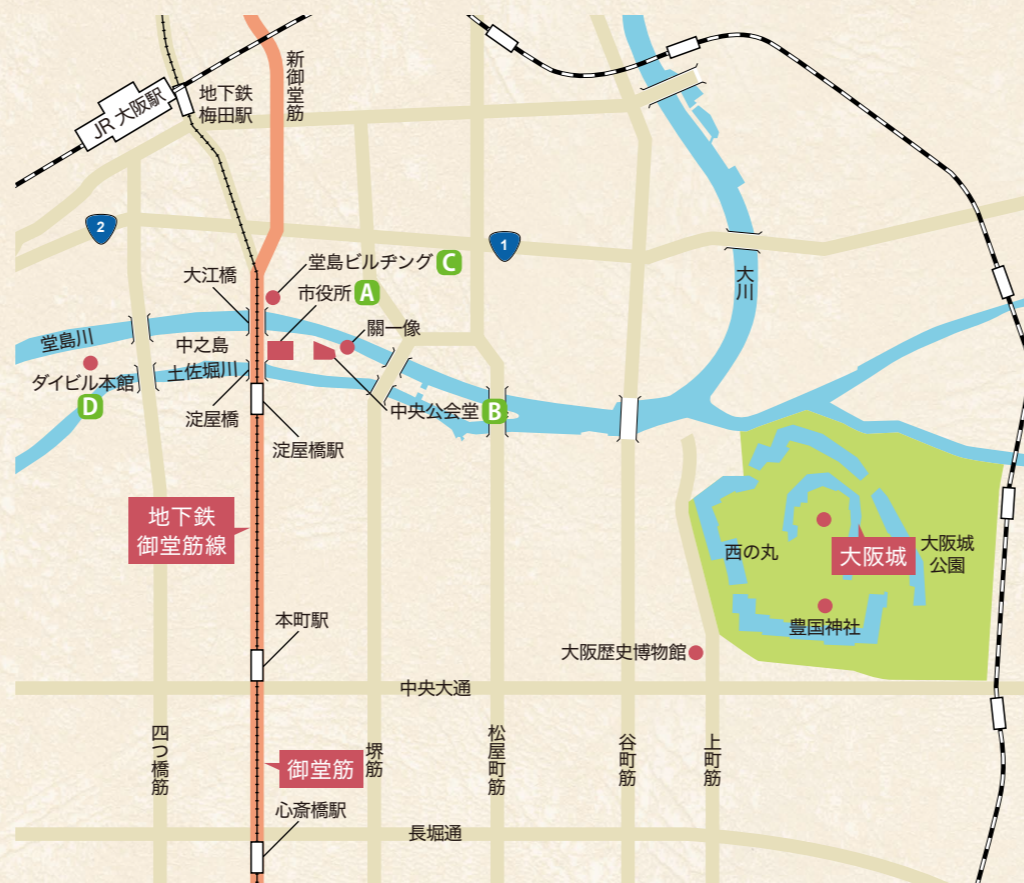 新御堂筋
地下鉄
梅田駅
JR 大阪駅
2
1
大江橋
堂島ビルヂング C
市役所 A
關一像
大川
堂島川
中之島
土佐堀川
ダイビル本館
D
淀屋橋
中央公会堂 B
淀屋橋駅
地下鉄
御堂筋線
西の丸
大阪城
大阪城
公園
豊国神社
本町駅
大阪歴史博物館
中央大通
四つ橋筋
御堂筋
堺筋
松屋町筋
谷町筋
上町筋
心斎橋駅
長堀通